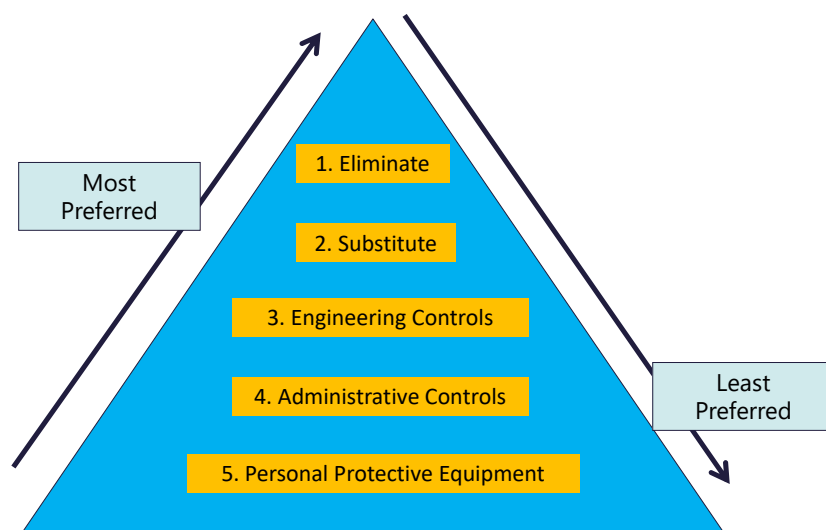 1. Eliminate
Most
Preferred
2. Substitute
3. Engineering Controls
4. Administrative Controls
Least
Preferred
5. Personal Protective Equipment